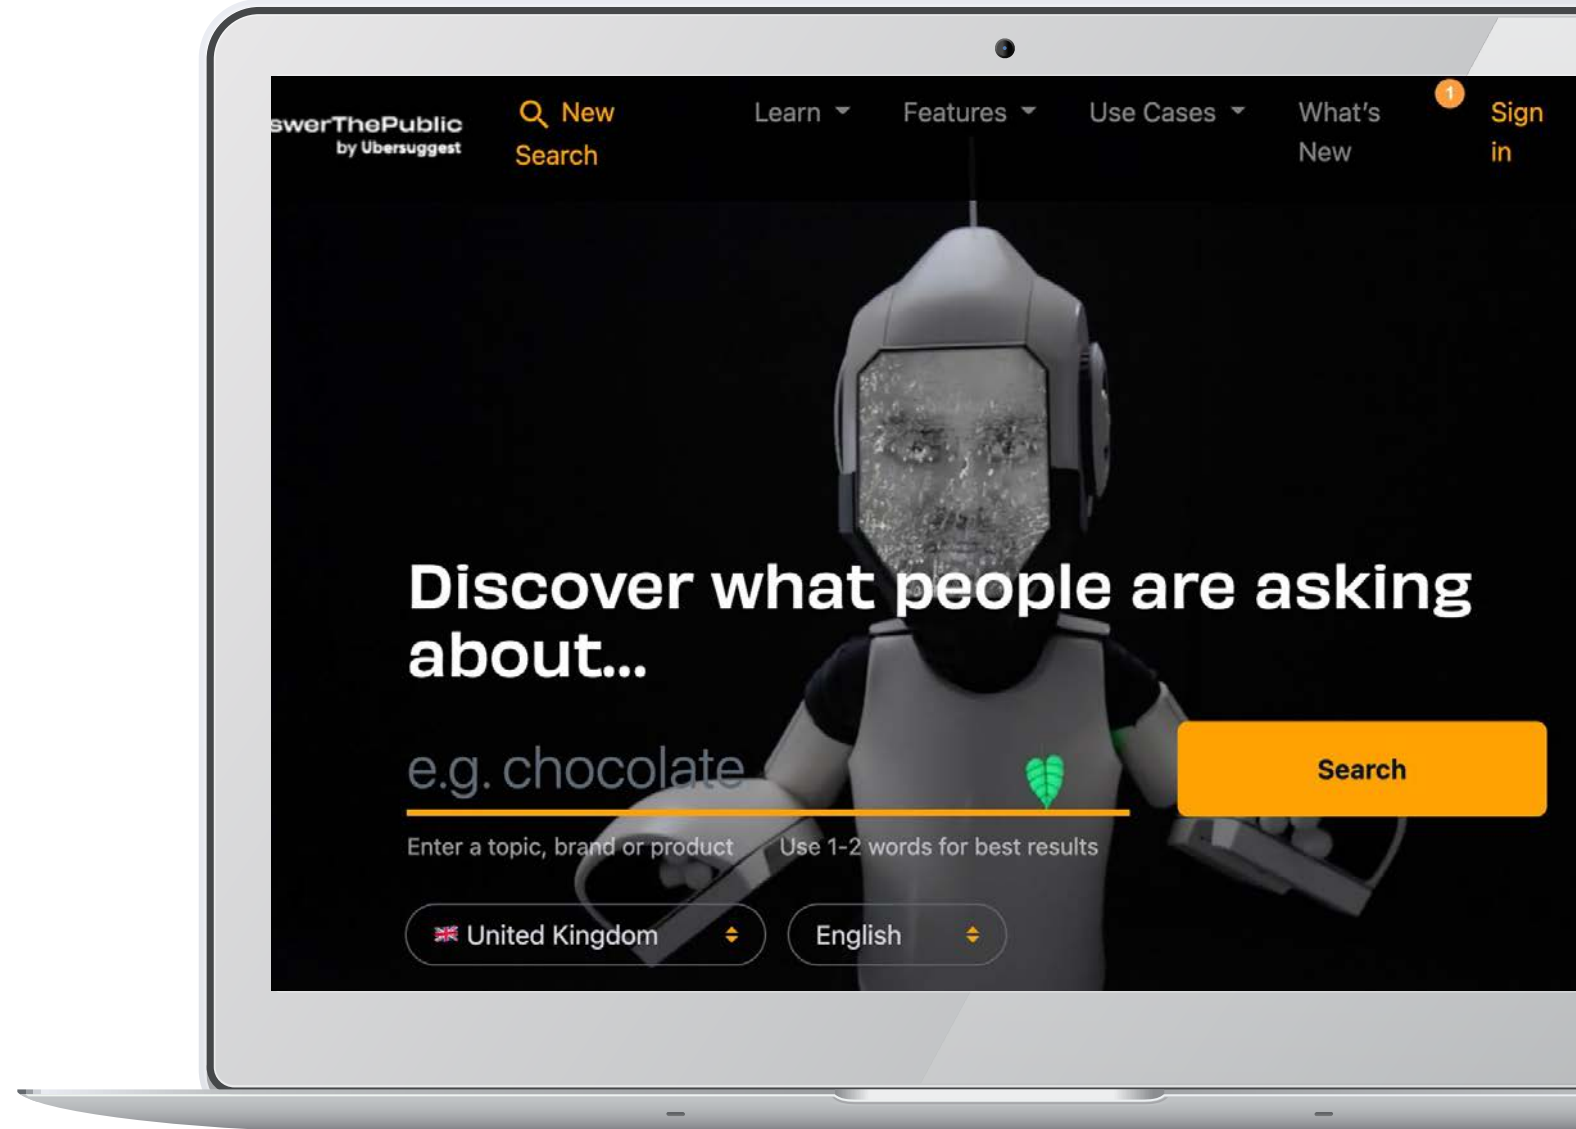 swerThePublic
by Ubersuggest
New
Search
Learn
Features
Use Cases
What's
New
1
Sign
in
Discover what people are asking
about...
e.g. chocolate
Search
Enter a topic, brand or product
Use 1-2 words for best results
United Kingdom
English